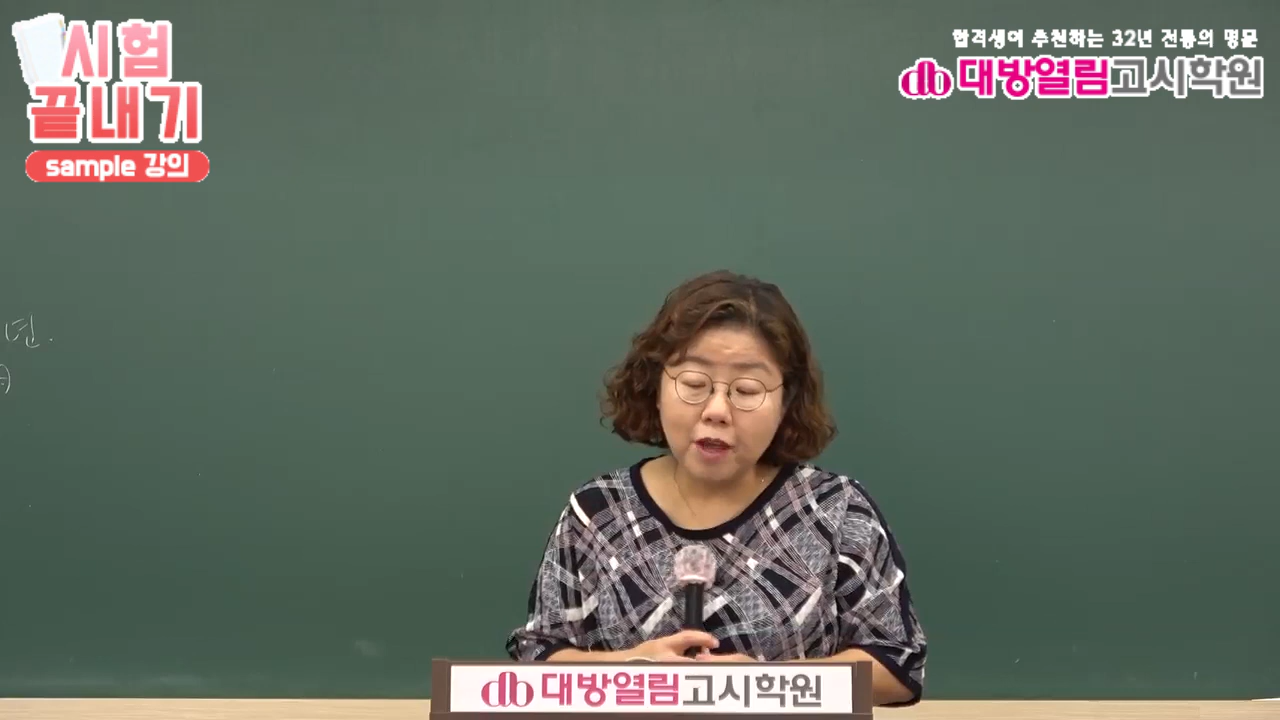 시험
끝내기
sample 강의
합격생이 추천하는 32년 전통의 명문
db 대방열림고시학원
년.
db 대방열림고시학원